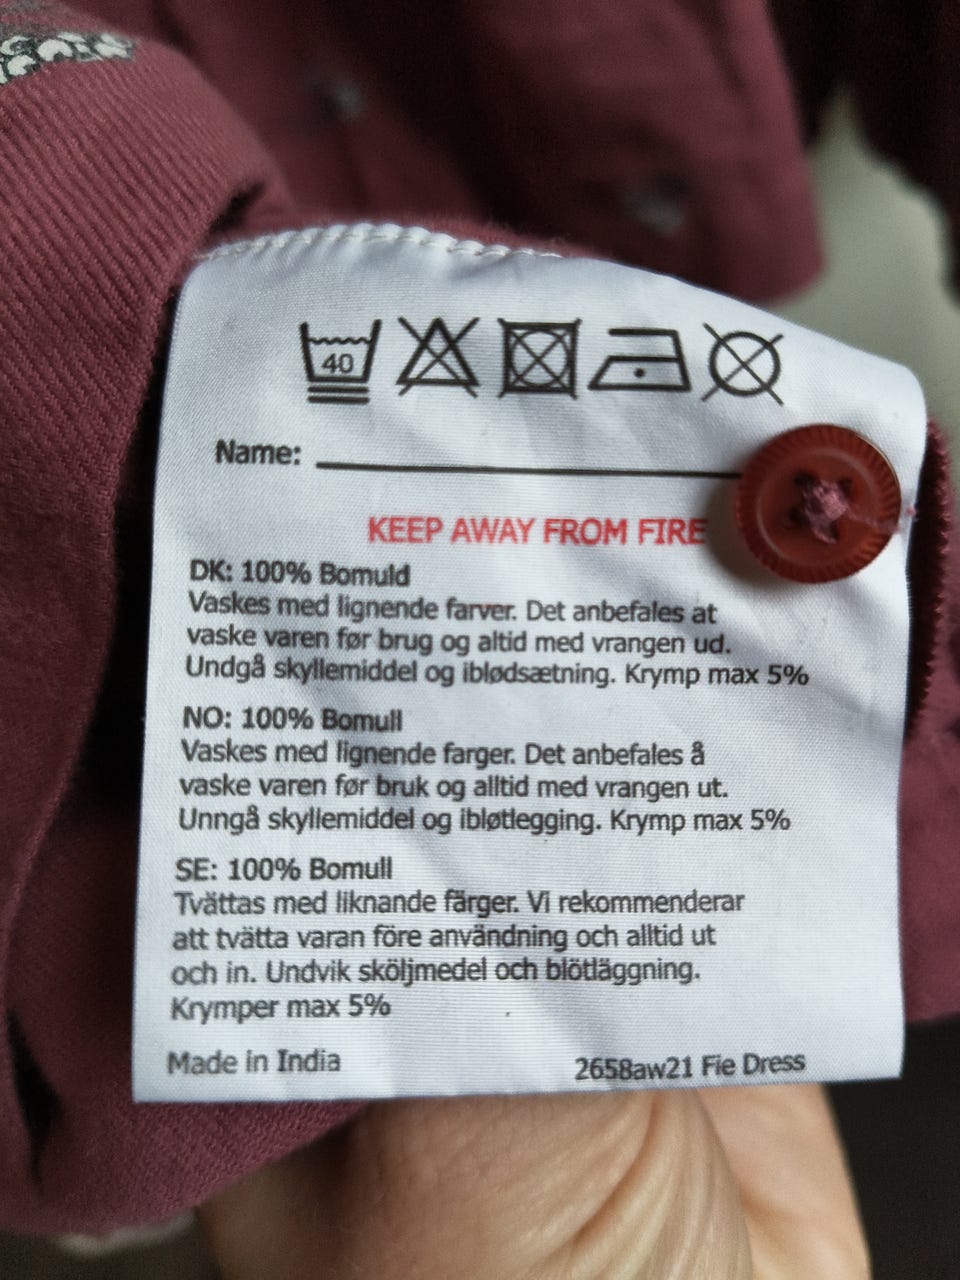 40
Name:
KEEP AWAY FROM FIRE
DK: 100% Bomuld
Vaskes med lignende farver. Det anbefales at
vaske varen før brug og altid med vrangen ud.
Undgå skyllemiddel og iblødsætning. Krymp max 5%
NO: 100% Bomull
Vaskes med lignende farger. Det anbefales å
vaske varen før bruk og alltid med vrangen ut.
Unngå skyllemiddel og ibløtlegging. Krymp max 5%
SE: 100% Bomull
Tvättas med liknande färger. Vi rekommenderar
att tvätta varan före användning och alltid ut
och in. Undvik sköljmedel och blötläggning.
Krymper max 5%
Made in India
2658aw21 Fie Dress